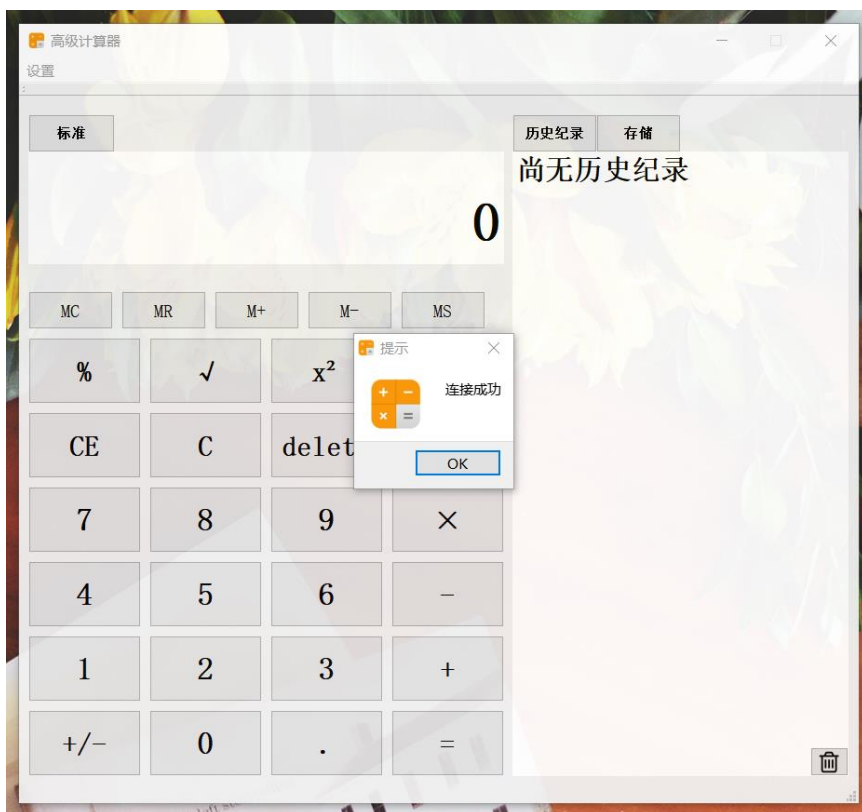 高级计算器
设置
标准
历史纪录 存储
尚无历史纪录
0
MC MR M+ M- MS
提示
连接成功
OK
% √ x²
CE C delet
7 8 9 ×
4 5 6 -
1 2 3 +
+/- 0 . =